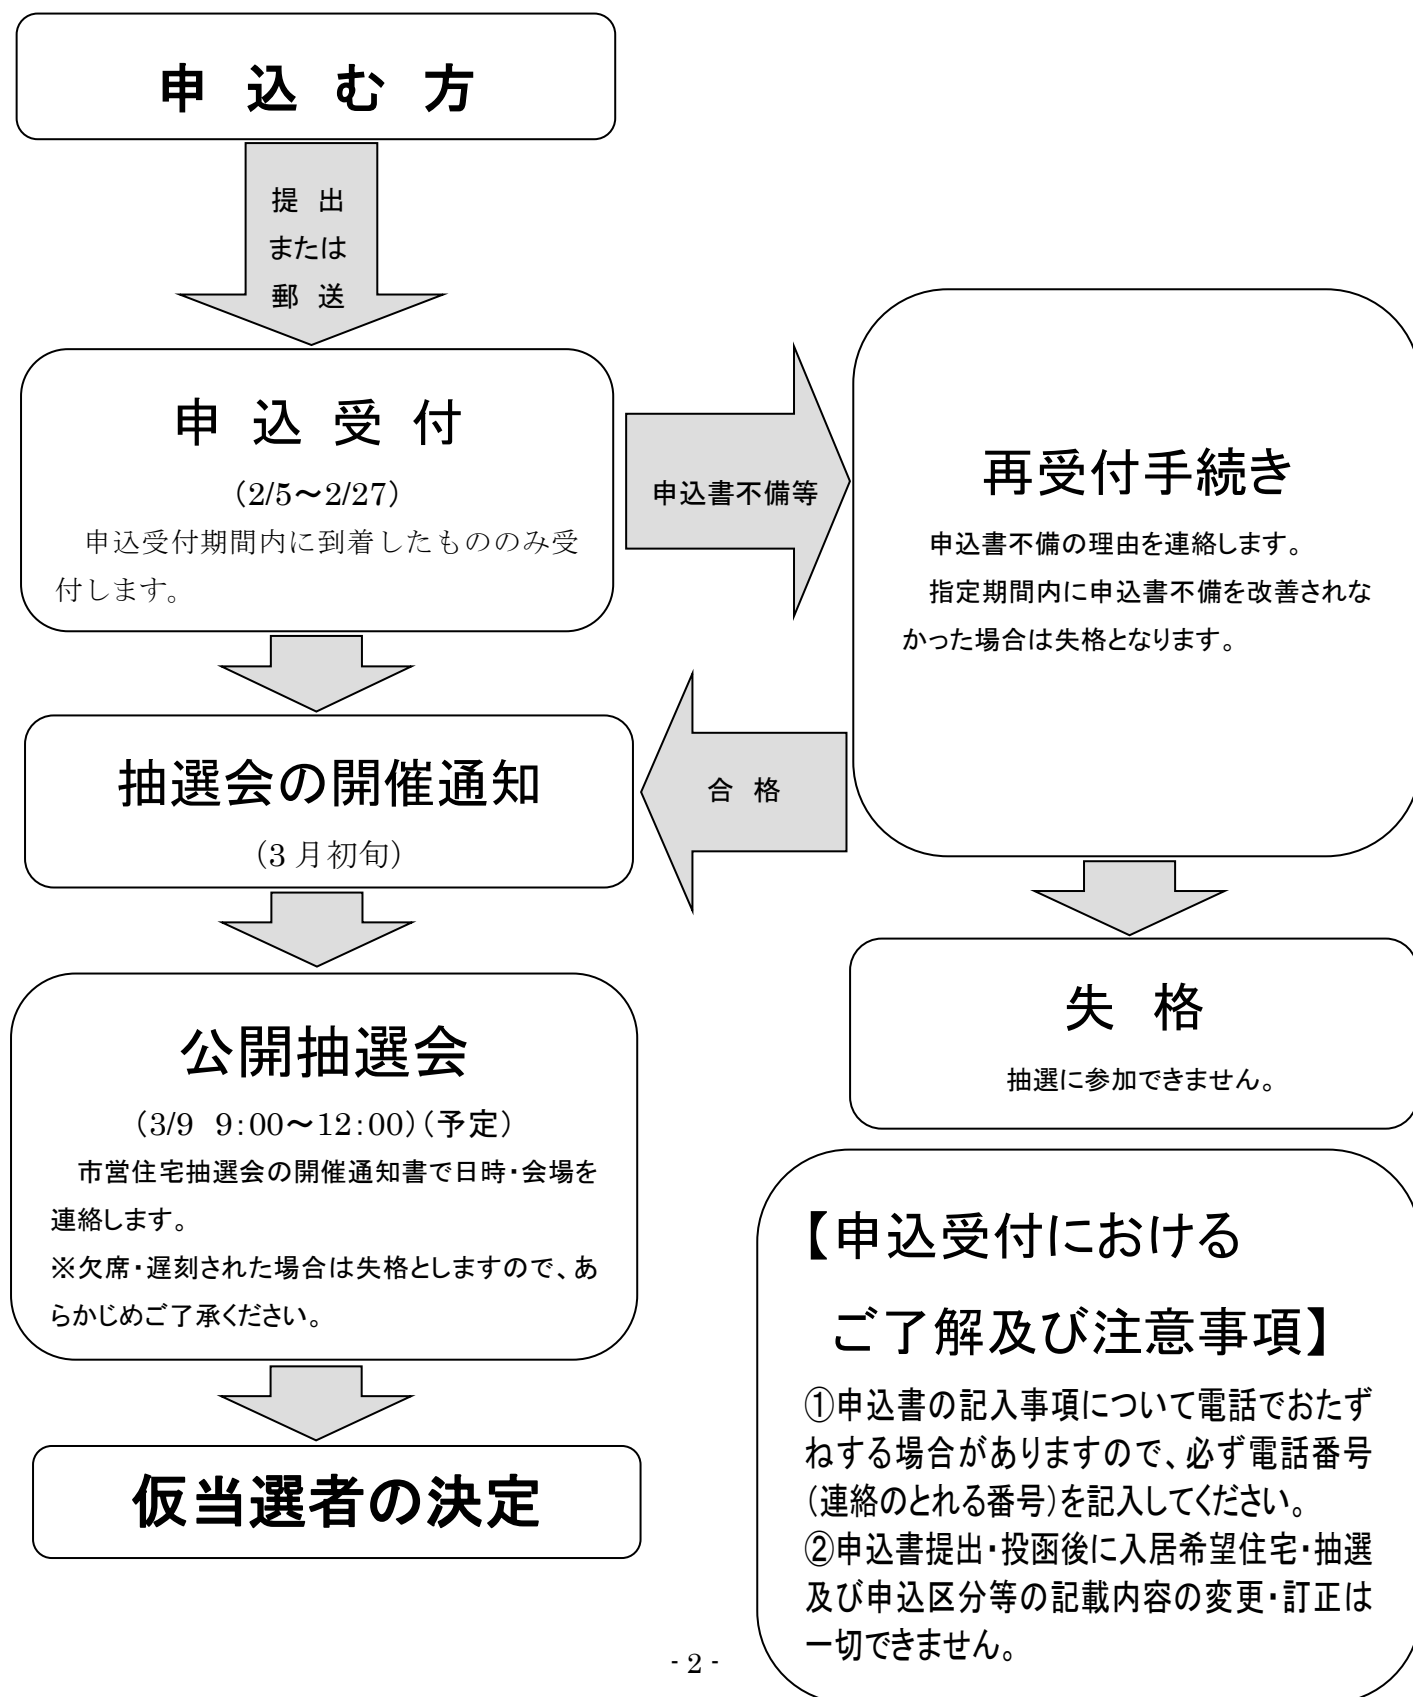 申 込 む 方
提 出
または
郵 送
申 込 受 付
（2/5～2/27）
申込受付期間内に到着したもののみ受
付します。
申込書不備等
再受付手続き
申込書不備の理由を連絡します。
指定期間内に申込書不備を改善されな
かった場合は失格となります。
抽選会の開催通知
（3 月初旬）
合 格
失 格
抽選に参加できません。
公開抽選会
（3/9 9：00～12：00）（予定）
市営住宅抽選会の開催通知書で日時・会場を
連絡します。
※欠席・遅刻された場合は失格としますので、あ
らかじめご了承ください。
仮当選者の決定
【申込受付における
ご了解及び注意事項】
①申込書の記入事項について電話でおたず
ねする場合がありますので、必ず電話番号
（連絡のとれる番号）を記入してください。
②申込書提出・投函後に入居希望住宅・抽選
及び申込区分等の記載内容の変更・訂正は
一切できません。
- 2 -